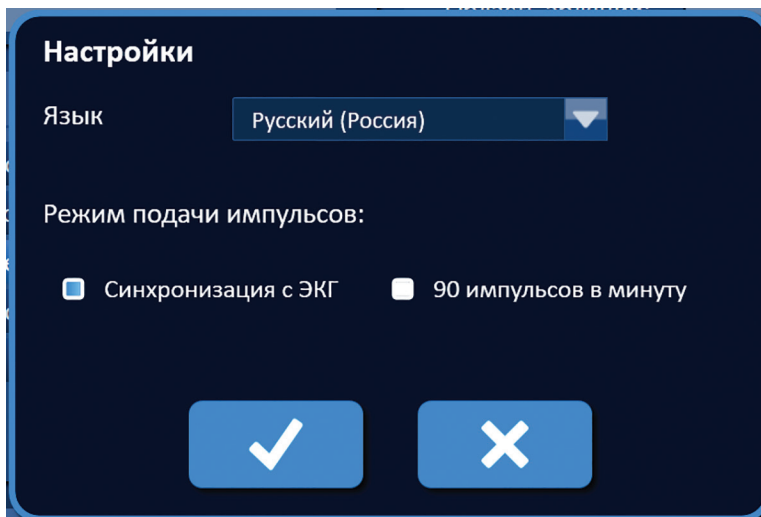 Настройки
Язык Русский (Россия)
Режим подачи импульсов:
Синхронизация с ЭКГ 90 импульсов в минуту